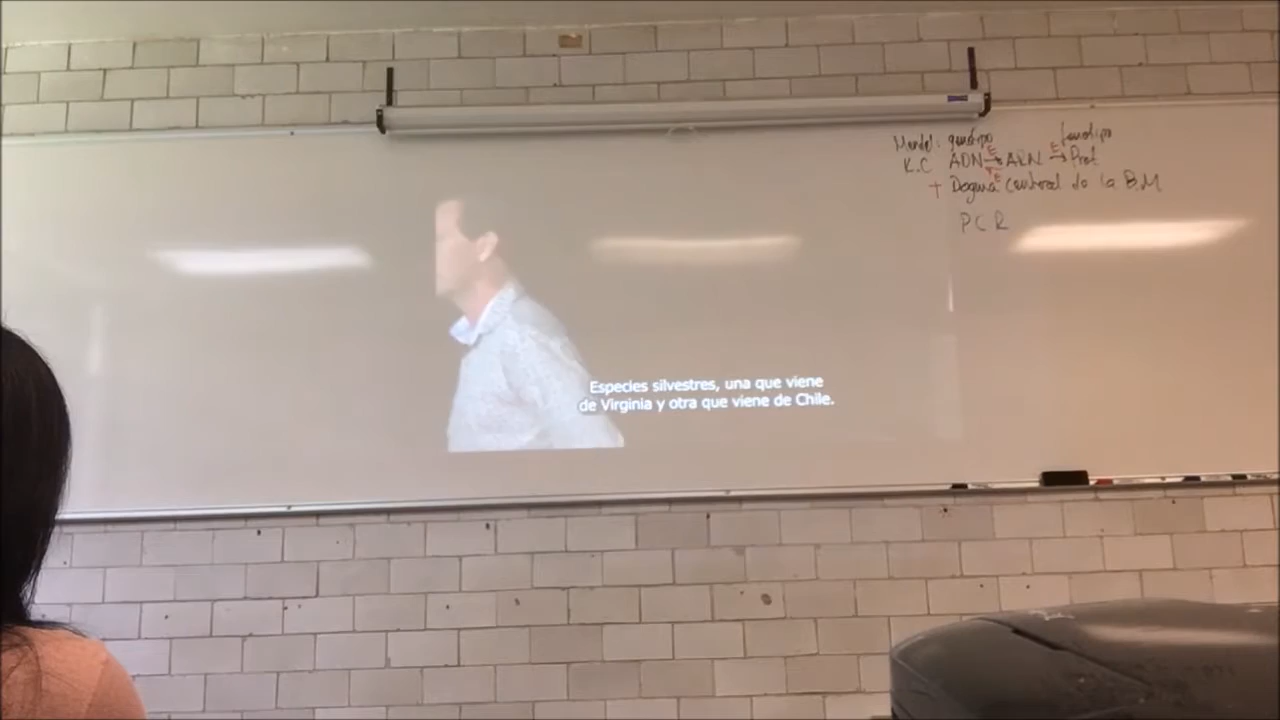 Especies silvestres, una que viene
de Virginia y otra que viene de Chile.
Mendel: genotipo fenotipo
K.C ADN E ARN E Prot
+ Dogma central de la B.M
PCR